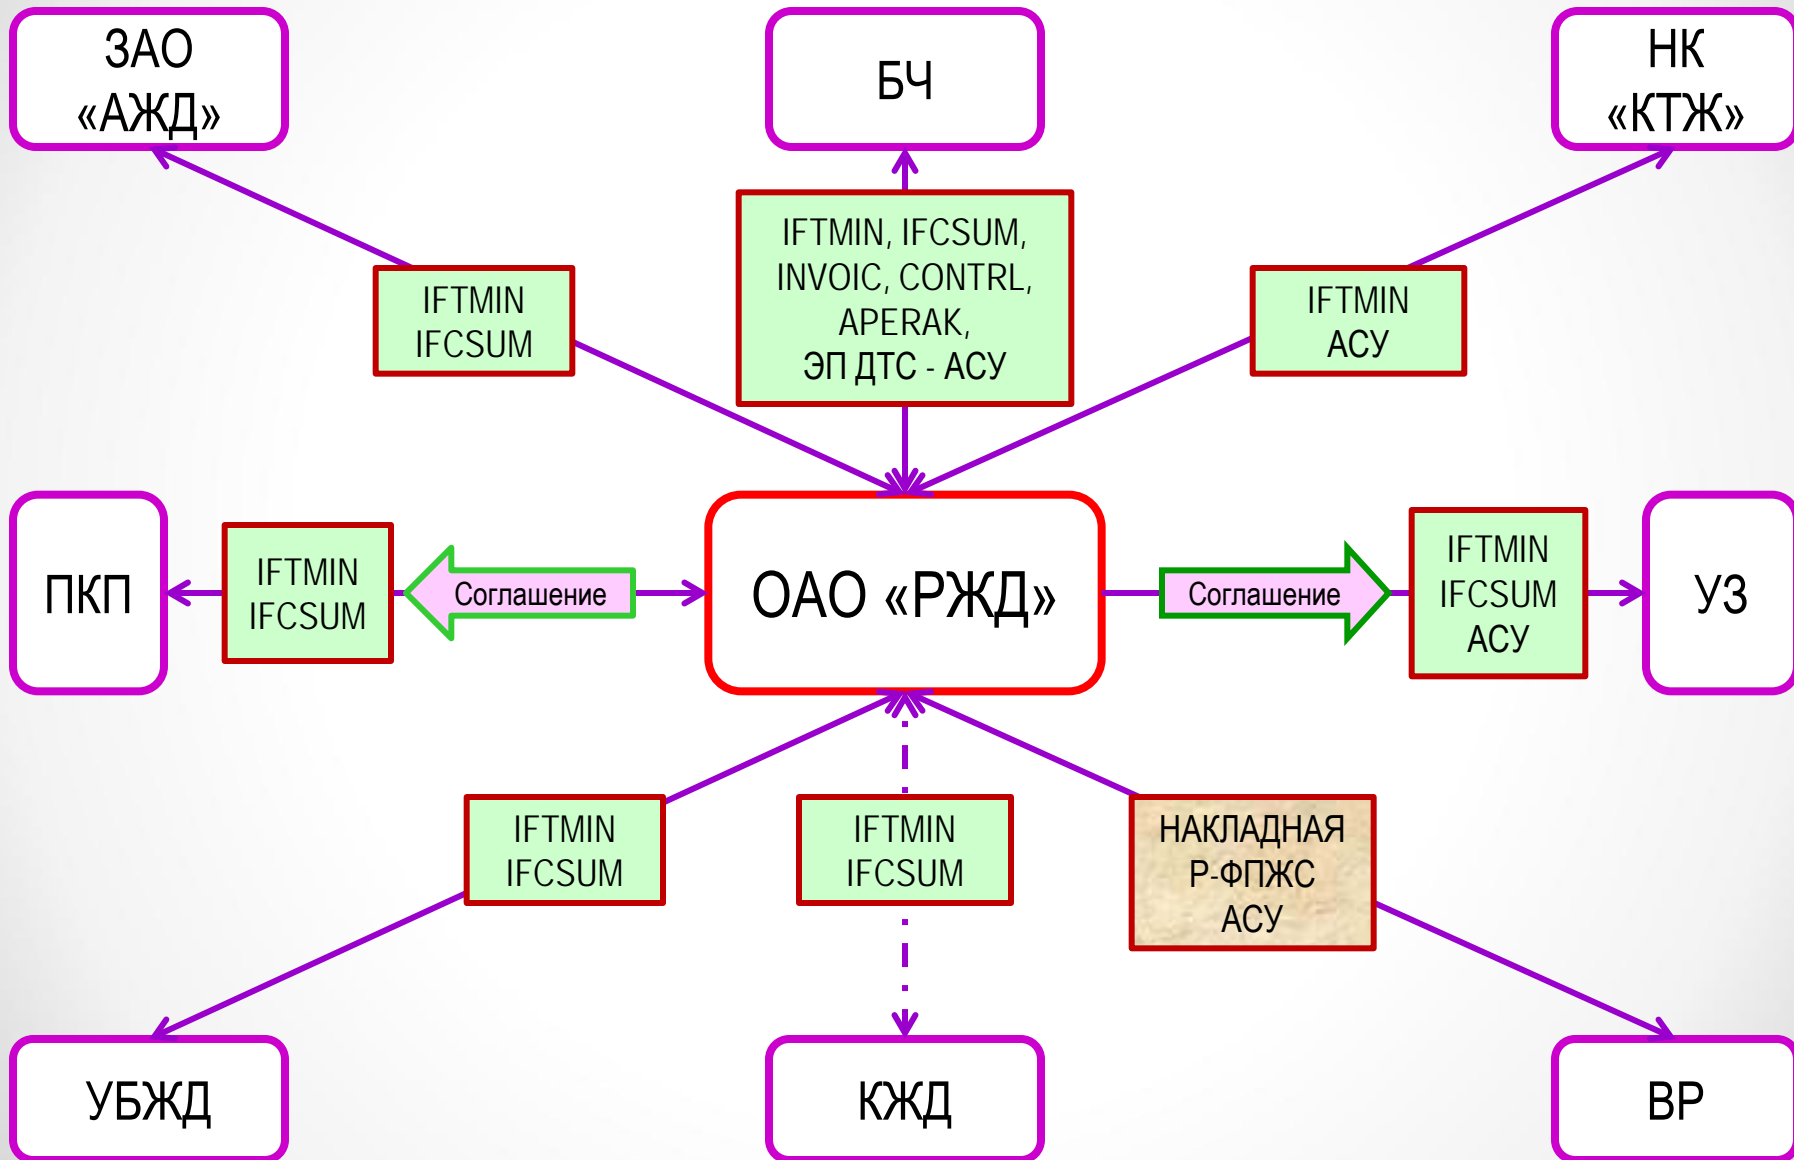 ЗАО
«АЖД»
БЧ
НК
«КТЖ»
IFTMIN
IFCSUM
IFTMIN, IFCSUM,
INVOIC, CONTRL,
APERAK,
ЭП ДТС - АСУ
IFTMIN
АСУ
ПКП
IFTMIN
IFCSUM
Соглашение
ОАО «РЖД»
Соглашение
IFTMIN
IFCSUM
АСУ
УЗ
IFTMIN
IFCSUM
IFTMIN
IFCSUM
НАКЛАДНАЯ
Р-ФПЖС
АСУ
УБЖД
КЖД
ВР